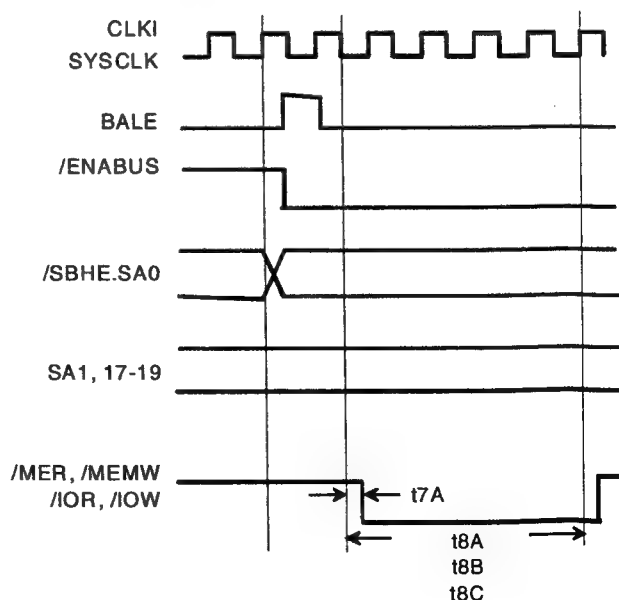 CLKI
SYSCLK
BALE
/ENABUS
/SBHE.SA0
SA1, 17-19
/MER, /MEMW
/IOR, /IOW
t7A
t8A
t8B
t8C